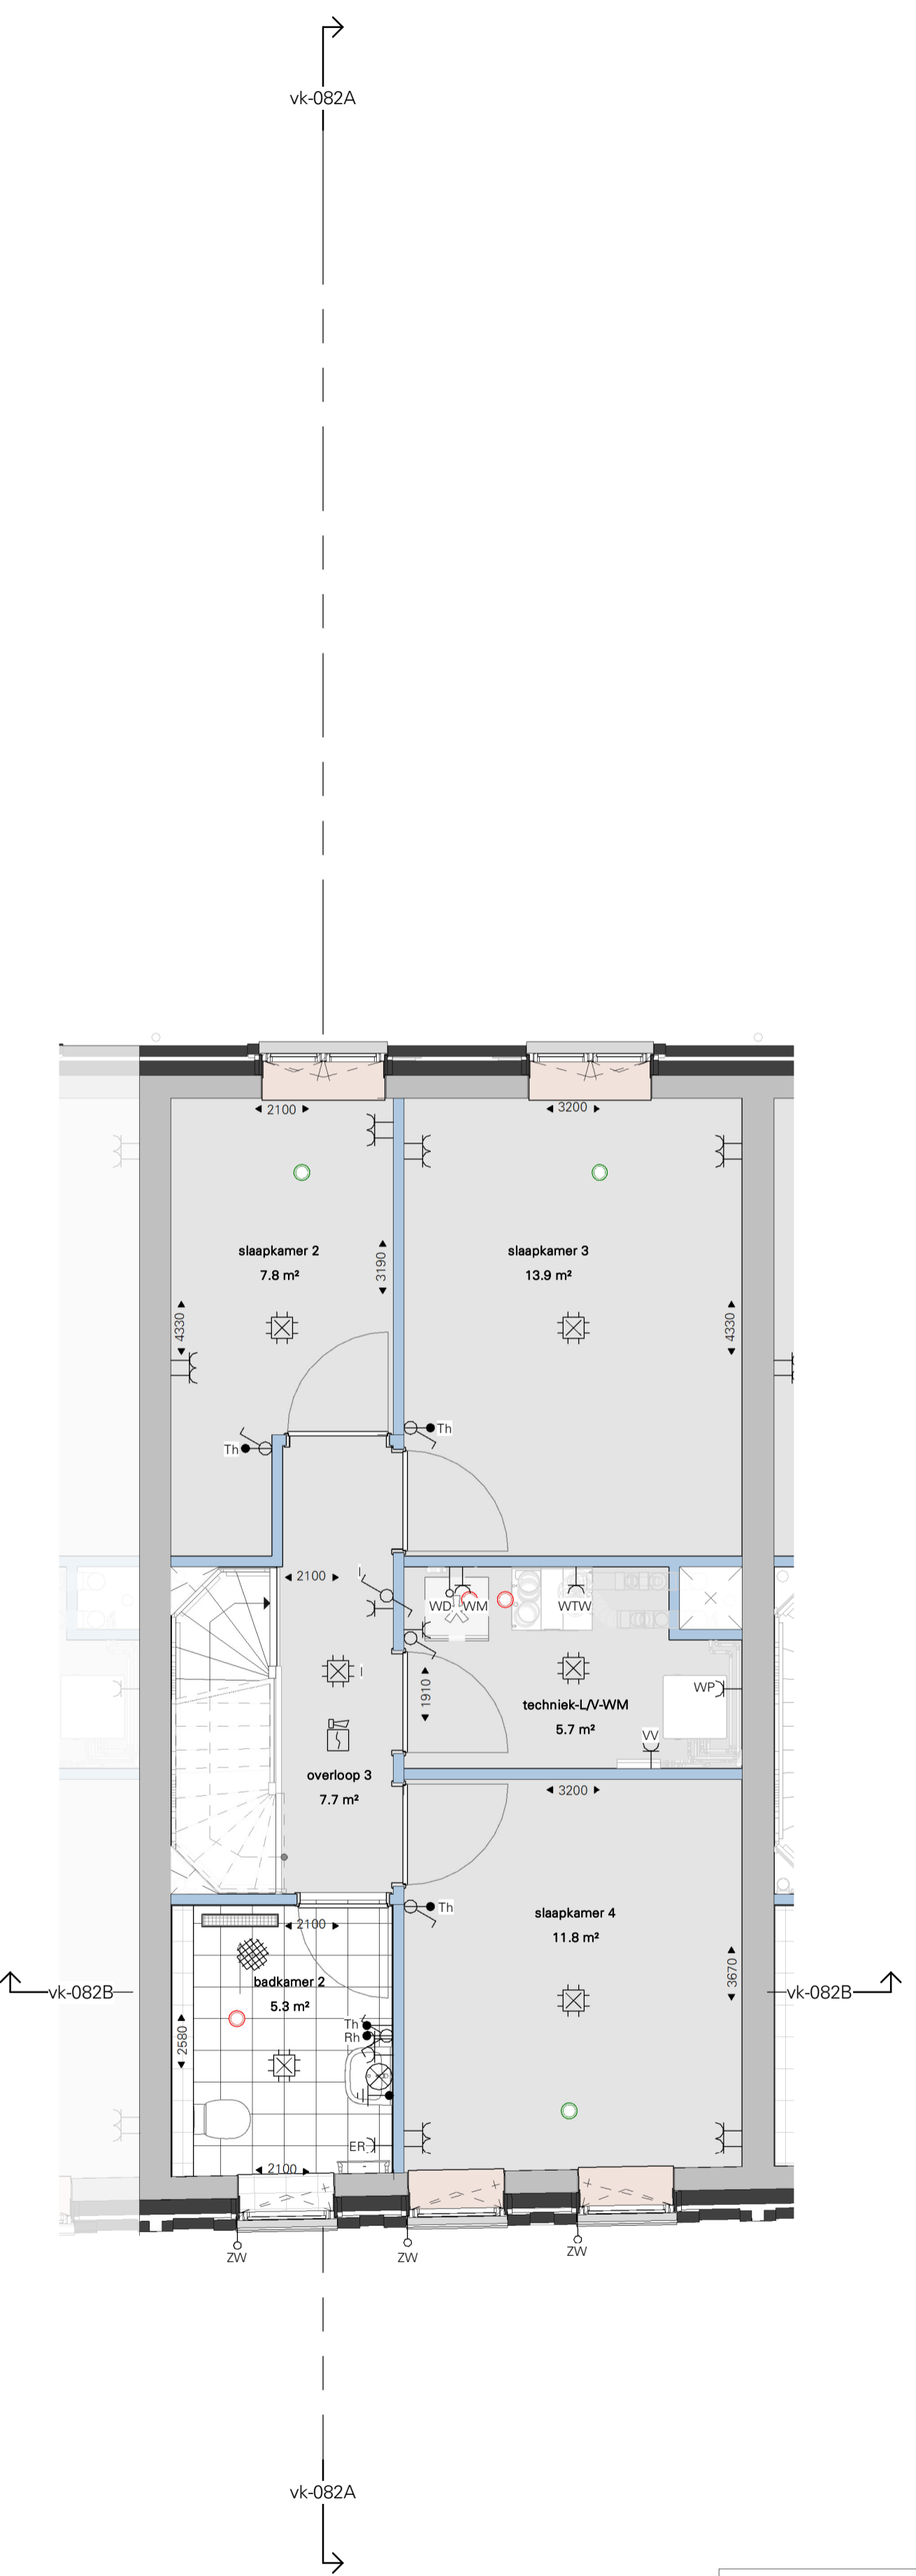 vk-082A
2100
3200
slaapkamer 2
7.8 m²
slaapkamer 3
13.9 m²
3190
4330
4330
Th
Th
2100
I
WD
WM
WTW
I
1910
techniek-L/V-WM
5.7 m²
WP
VV
overloop 3
7.7 m²
3200
Th
slaapkamer 4
11.8 m²
2100
badkamer 2
5.3 m²
3670
vk-082B
vk-082B
2580
Th
Rh
ER
2100
ZW
ZW
ZW
vk-082A